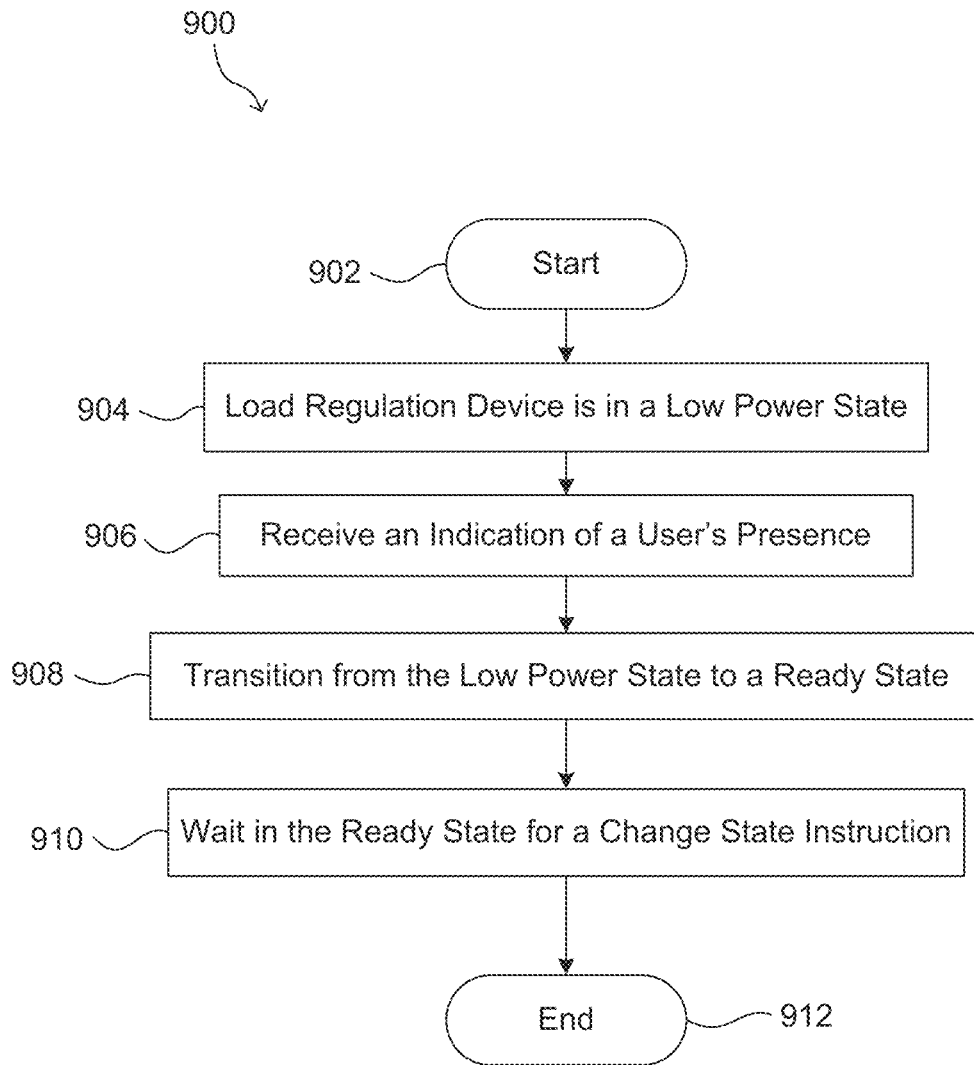 900
902
Start
904
Load Regulation Device is in a Low Power State
906
Receive an Indication of a User's Presence
908
Transition from the Low Power State to a Ready State
910
Wait in the Ready State for a Change State Instruction
End
912